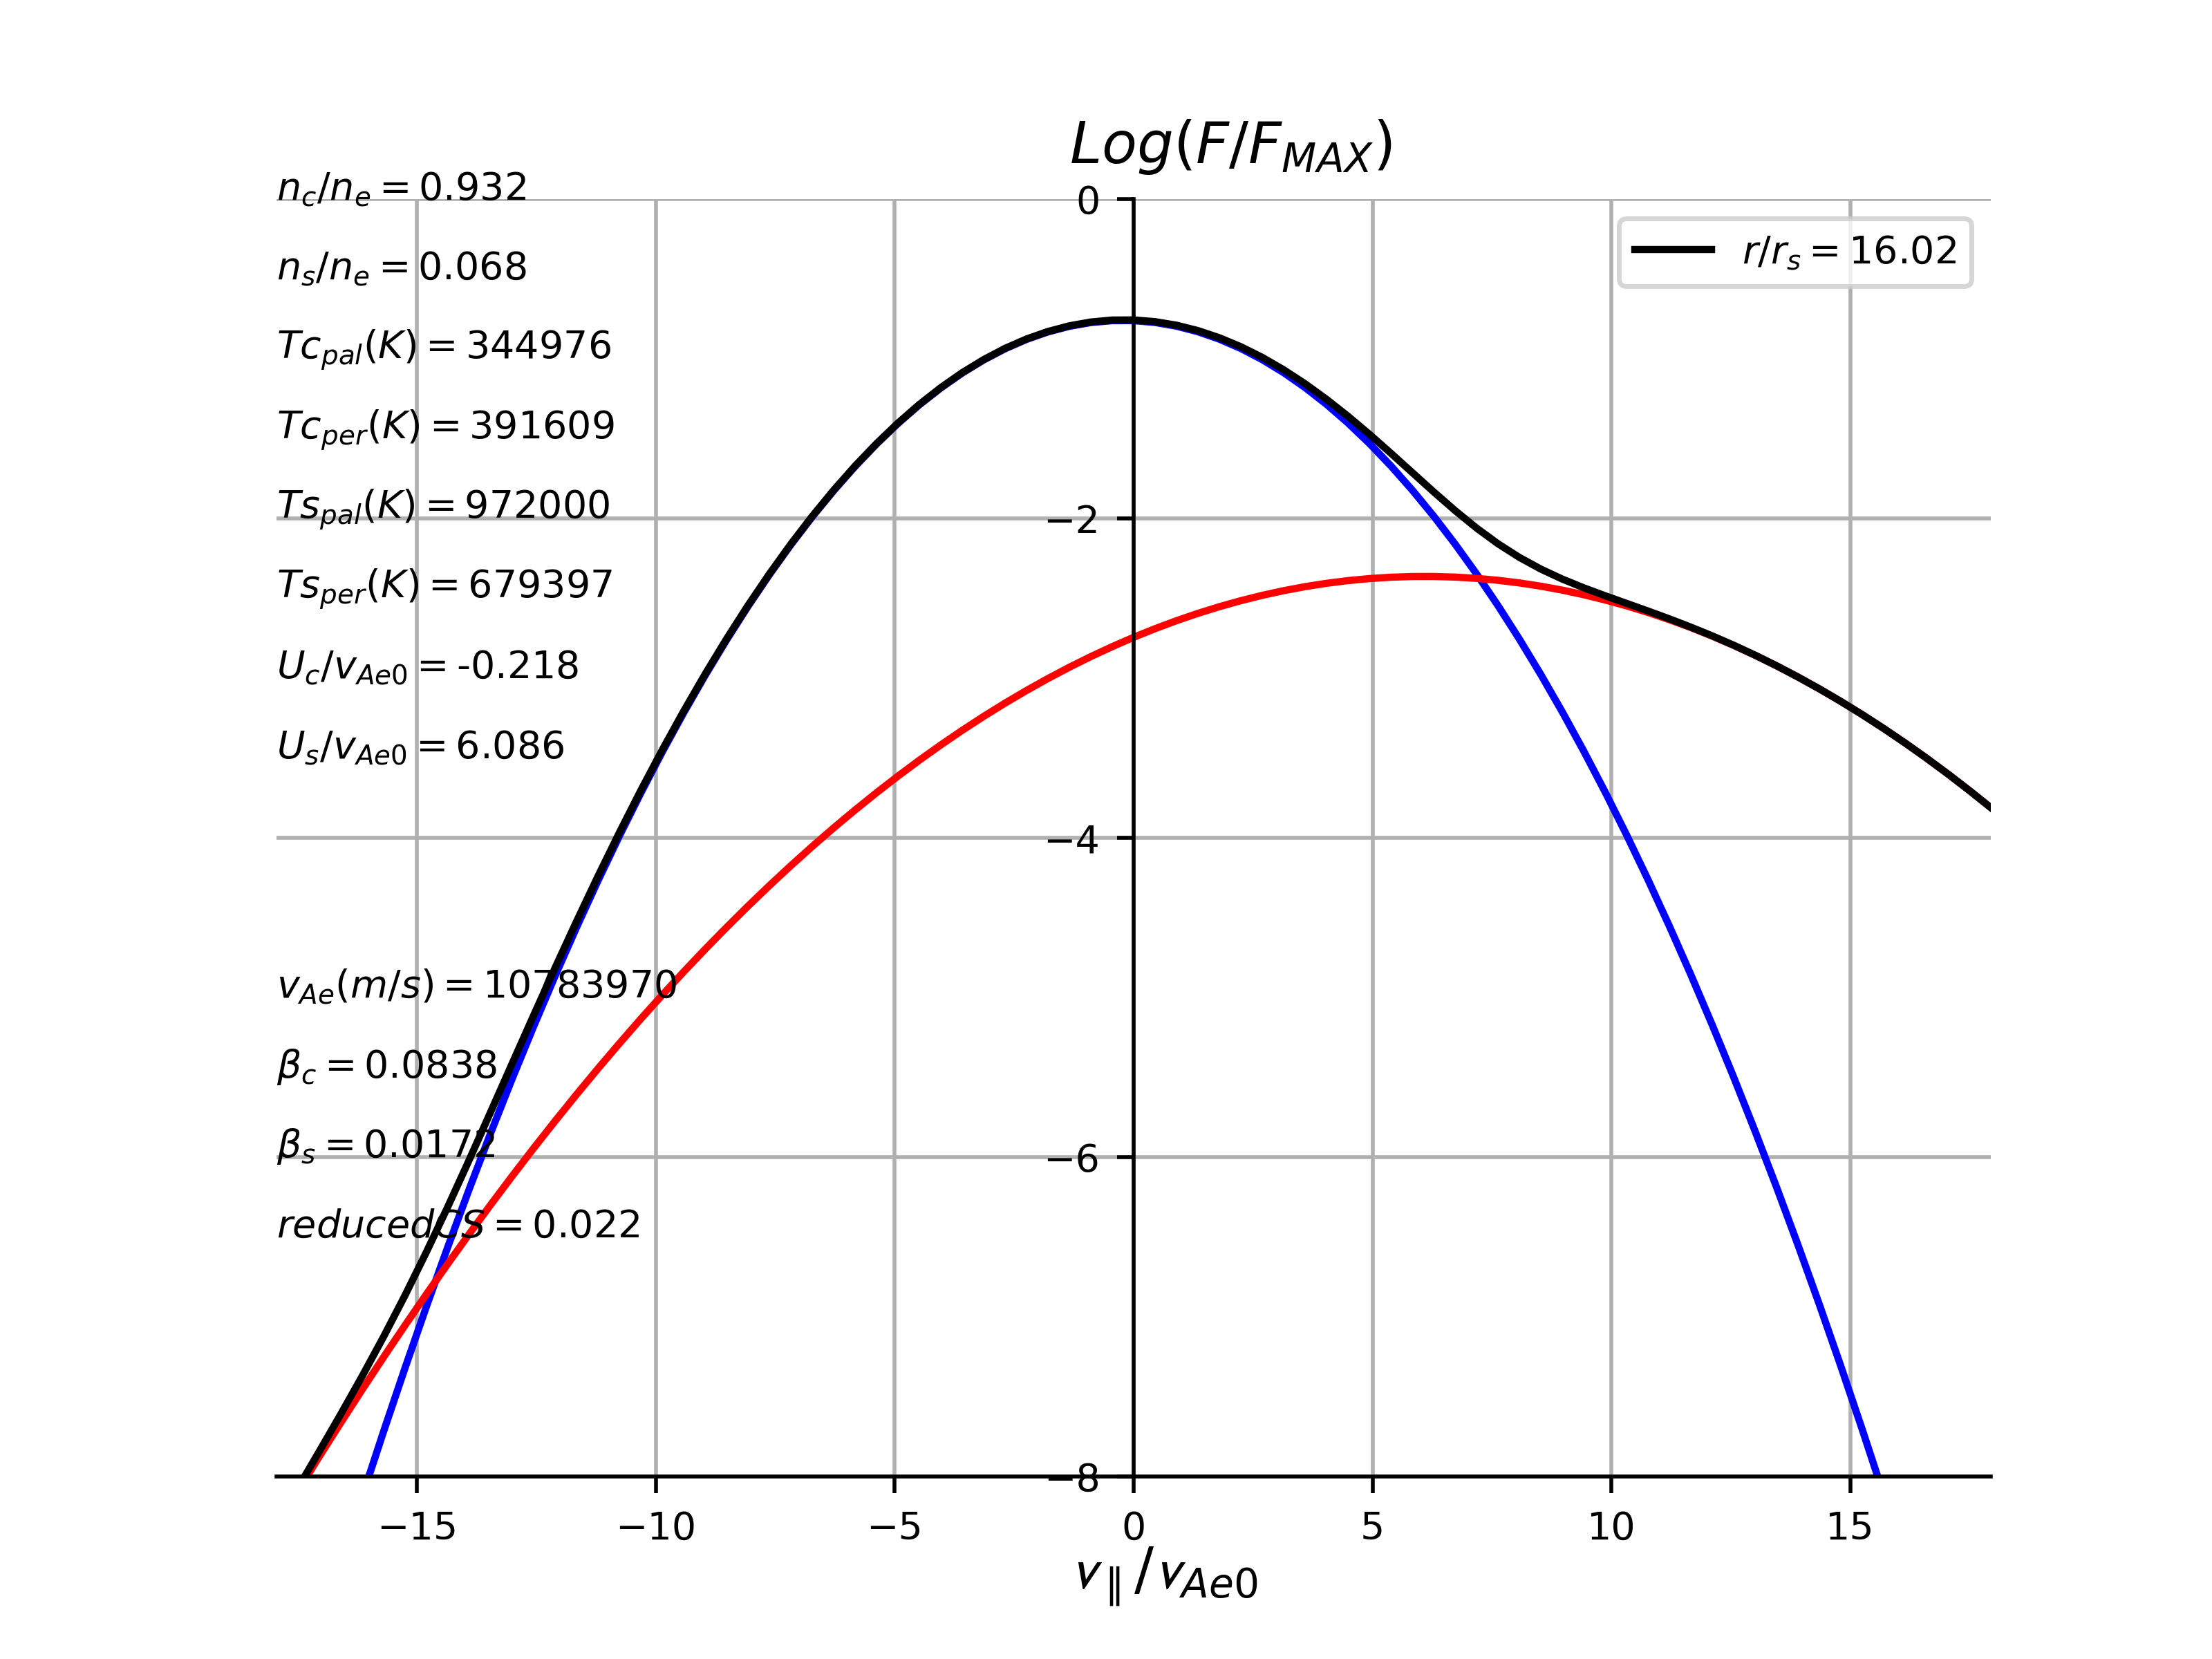 Log(F/F_MAX)
n_c/n_e = 0.932
0
r/r_s = 16.02
n_s/n_e = 0.068
Tc_pal(K) = 344976
Tc_per(K) = 391609
Ts_pal(K) = 972000
−2
Ts_per(K) = 679397
U_c/v_Ae0 = -0.218
U_s/v_Ae0 = 6.086
−4
v_Ae(m/s) = 10783970
β_c = 0.0838
β_s = 0.0172
−6
reducedCS = 0.022
−8
−15 −10 −5 0 5 10 15
v_∥/v_Ae0